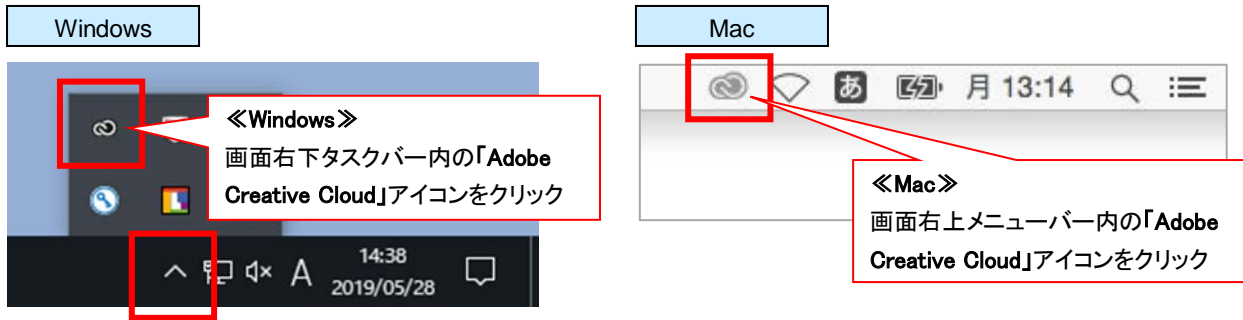 Windows
≪Windows≫
画面右下タスクバー内の「Adobe
Creative Cloud」アイコンをクリック
A
14:38
2019/05/28
Mac
あ
月 13:14
≪Mac≫
画面右上メニューバー内の「Adobe
Creative Cloud」アイコンをクリック